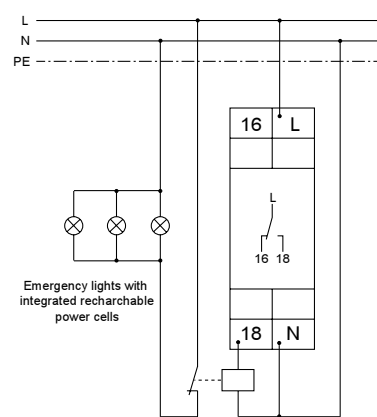 L
N
PE
16 L
L
16 18
Emergency lights with
integrated recharchable
power cells
18 N